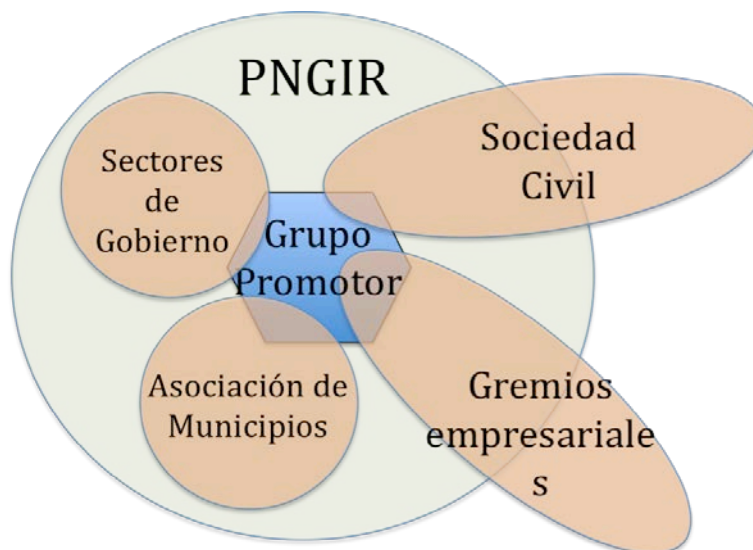 PNGIR
Sociedad
Civil
Sectores
de
Gobierno
Grupo
Promotor
Asociación de
Municipios
Gremios
empresariale
s